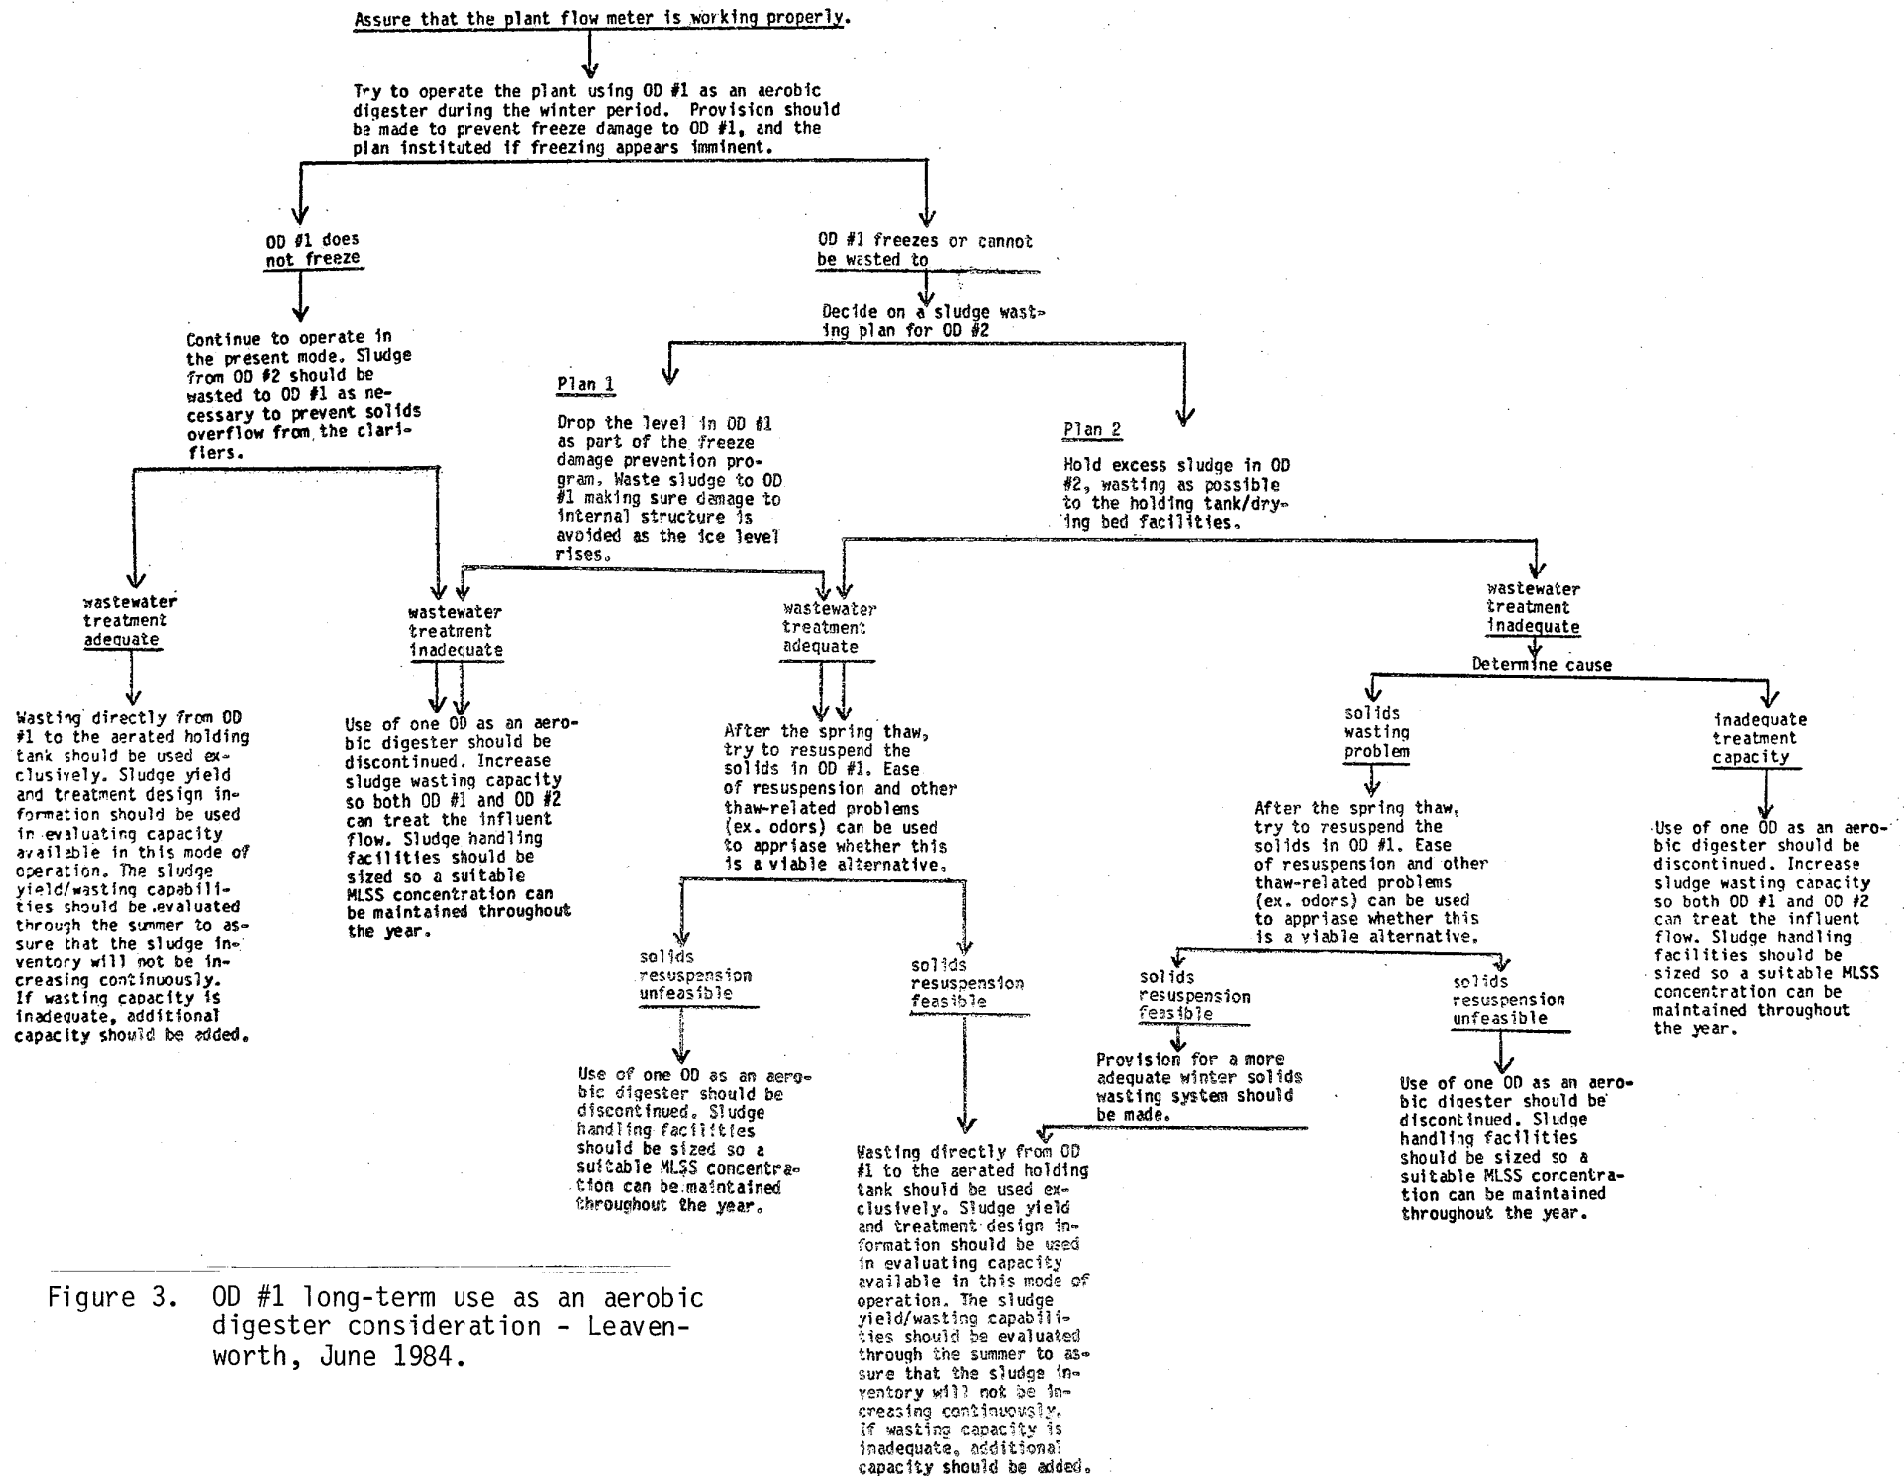 Assure that the plant flow meter is working properly.
Try to operate the plant using OD #1 as an aerobic
digester during the winter period. Provision should
be made to prevent freeze damage to OD #1, and the
plan instituted if freezing appears imminent.
OD #1 does
not freeze
OD #1 freezes or cannot
be wasted to
Continue to operate in
the present mode. Sludge
from OD #2 should be
wasted to OD #1 as ne-
cessary to prevent solids
overflow from the clari-
fiers.
Decide on a sludge wast-
ing plan for OD #2
Plan 1
Drop the level in OD #1
as part of the freeze
damage prevention pro-
gram. Waste sludge to OD
#1 making sure damage to
internal structure is
avoided as the ice level
rises.
Plan 2
Hold excess sludge in OD
#2, wasting as possible
to the holding tank/dry-
ing bed facilities.
wastewater
treatment
adequate
wastewater
treatment
inadequate
wastewater
treatment
adequate
wastewater
treatment
inadequate
Determine cause
solids
wasting
problem
inadequate
treatment
capacity
Wasting directly from OD
#1 to the aerated holding
tank should be used ex-
clusively. Sludge yield
and treatment design in-
formation should be used
in evaluating capacity
available in this mode of
operation. The sludge
yield/wasting capabili-
ties should be evaluated
through the summer to as-
sure that the sludge in-
ventory will not be in-
creasing continuously.
If wasting capacity is
inadequate, additional
capacity should be added.
Use of one OD as an aero-
bic digester should be
discontinued. Increase
sludge wasting capacity
so both OD #1 and OD #2
can treat the influent
flow. Sludge handling
facilities should be
sized so a suitable
MLSS concentration can
be maintained throughout
the year.
After the spring thaw,
try to resuspend the
solids in OD #1. Ease
of resuspension and other
thaw-related problems
(ex. odors) can be used
to appriase whether this
is a viable alternative.
After the spring thaw,
try to resuspend the
solids in OD #1. Ease
of resuspension and other
thaw-related problems
(ex. odors) can be used
to appriase whether this
is a viable alternative.
Use of one OD as an aero-
bic digester should be
discontinued. Increase
sludge wasting capacity
so both OD #1 and OD #2
can treat the influent
flow. Sludge handling
facilities should be
sized so a suitable MLSS
concentration can be
maintained throughout
the year.
solids
resuspension
unfeasible
solids
resuspension
feasible
solids
resuspension
feasible
solids
resuspension
unfeasible
Use of one OD as an aero-
bic digester should be
discontinued. Sludge
handling facilities
should be sized so a
suitable MLSS concentra-
tion can be maintained
throughout the year.
Provision for a more
adequate winter solids
wasting system should
be made.
Use of one OD as an aero-
bic digester should be
discontinued. Sludge
handling facilities
should be sized so a
suitable MLSS concentra-
tion can be maintained
throughout the year.
Wasting directly from OD
#1 to the aerated holding
tank should be used ex-
clusively. Sludge yield
and treatment design in-
formation should be used
in evaluating capacity
available in this mode of
operation. The sludge
yield/wasting capabili-
ties should be evaluated
through the summer to as-
sure that the sludge in-
ventory will not be in-
creasing continuously.
If wasting capacity is
inadequate, additional
capacity should be added.
Figure 3. OD #1 long-term use as an aerobic
digester consideration - Leaven-
worth, June 1984.